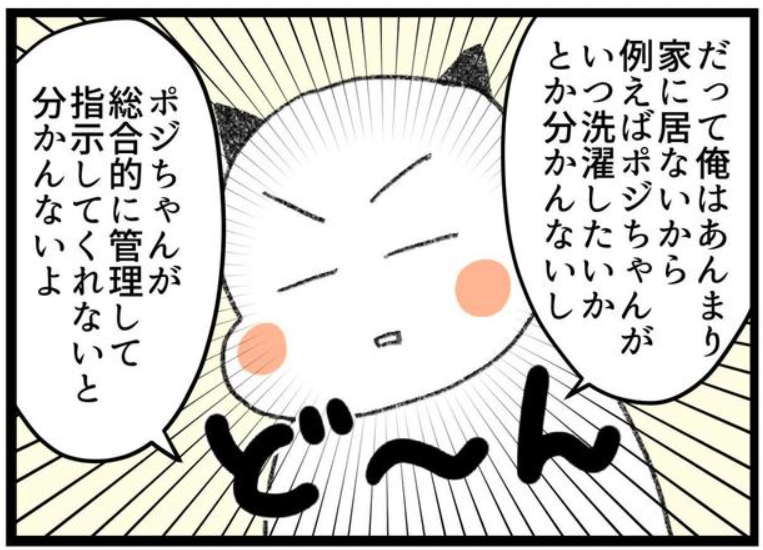 だって俺はあんまり
家に居ないから
例えばポジちゃんが
いつ洗濯したいか
とか分かんないし
ポジちゃんが
総合的に管理して
指示してくれないと
分かんないよ
ど〜ん